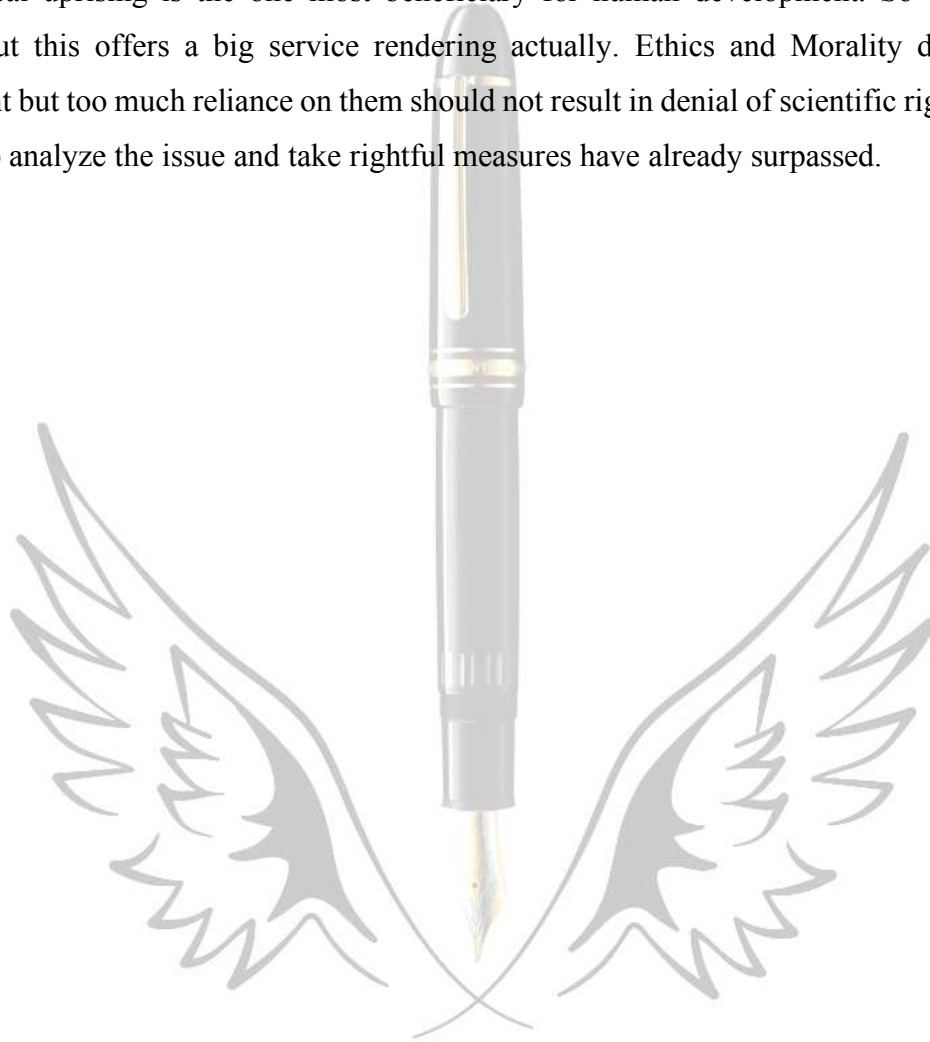 uprising is the one most beneficiary for human development. So
ut this offers a big service rendering actually. Ethics and Morality d
t but too much reliance on them should not result in denial of scientific rig
analyze the issue and take rightful measures have already surpassed.